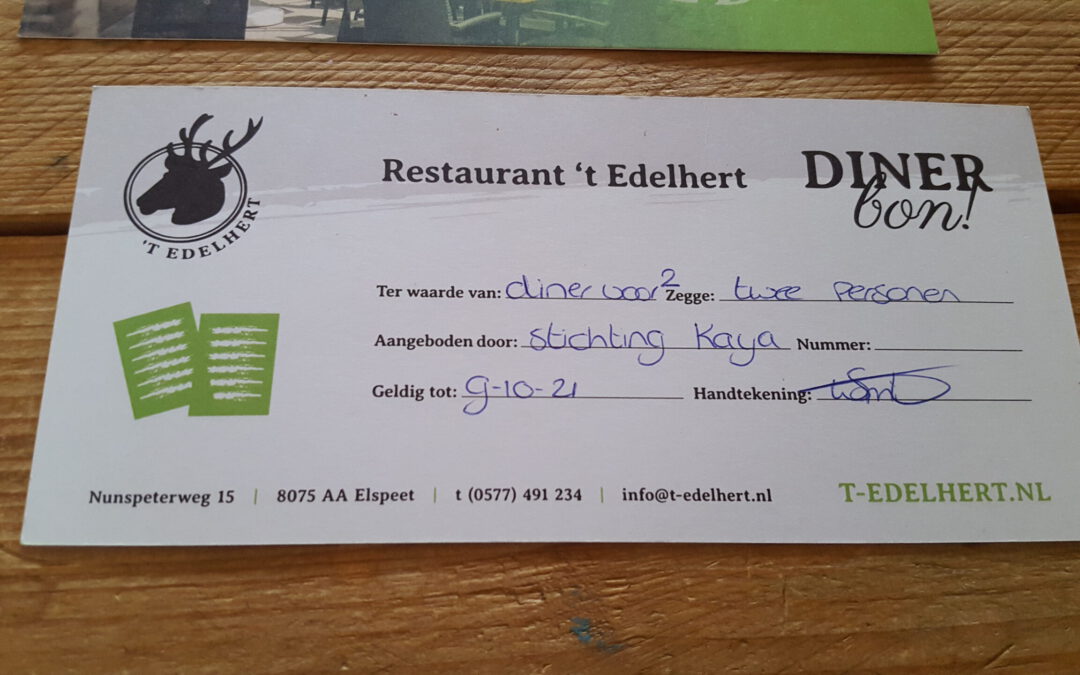 'T EDELHERT
Restaurant 't Edelhert
DINER
bon!
Ter waarde van: diner voor 2 Zegge: twee personen
Aangeboden door: stichting Kaya Nummer:
Geldig tot: 9-10-21 Handtekening:
Nunspeterweg 15 | 8075 AA Elspeet | t (0577) 491 234 | info@t-edelhert.nl T-EDELHERT.NL